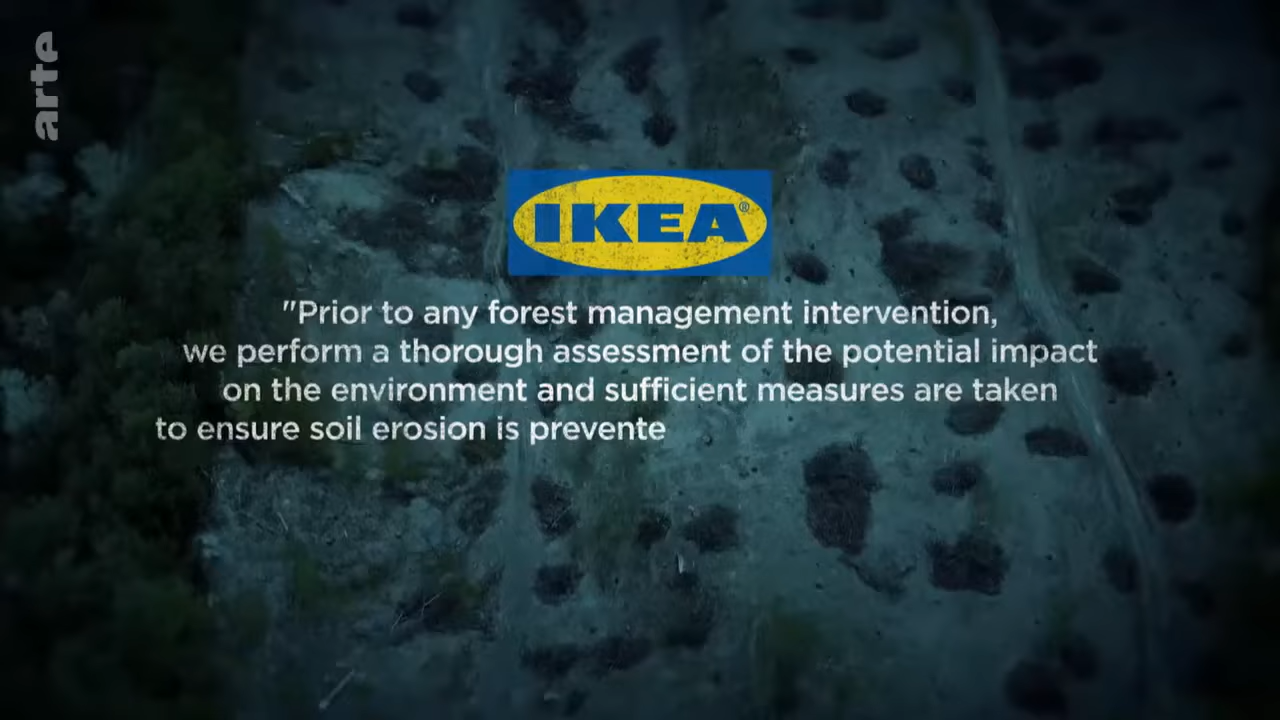 arte
IKEA®
"Prior to any forest management intervention,
we perform a thorough assessment of the potential impact
on the environment and sufficient measures are taken
to ensure soil erosion is prevente